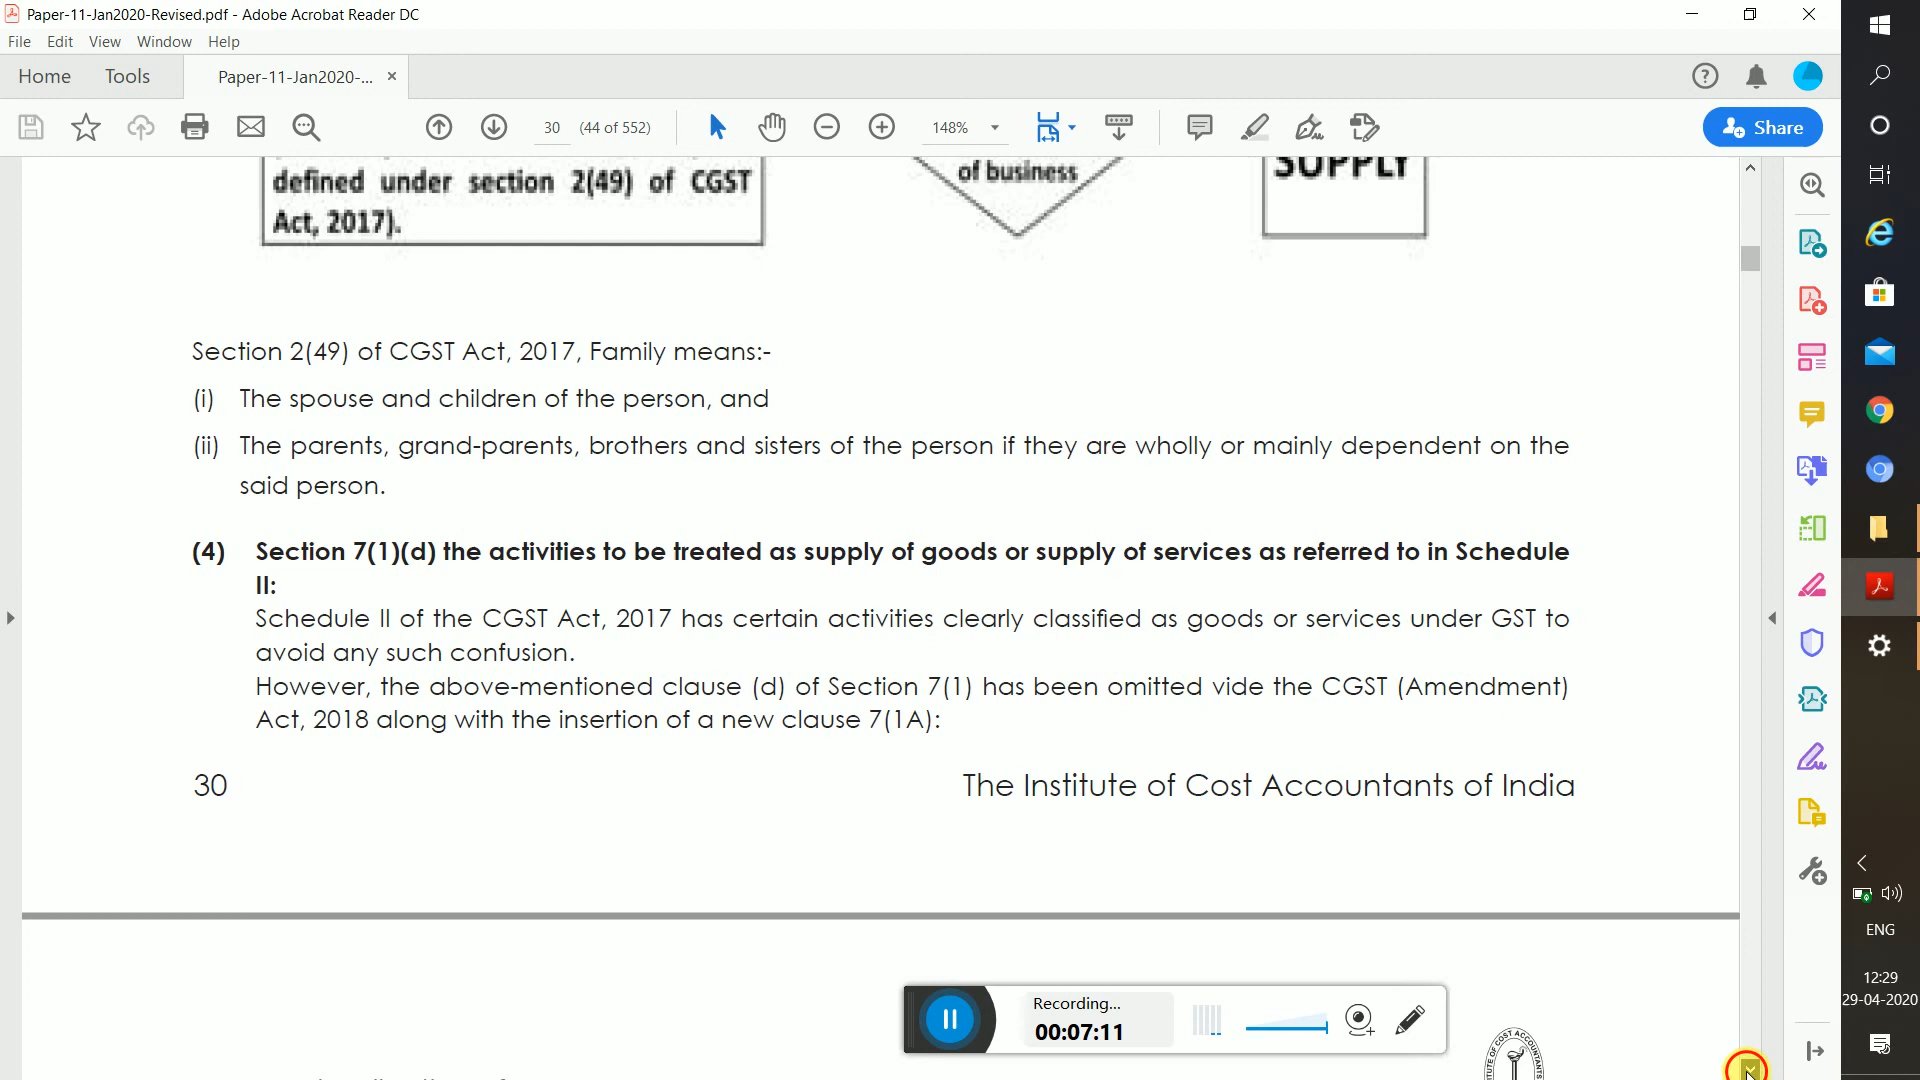 Paper-11-Jan2020-Revised.pdf - Adobe Acrobat Reader DC
File Edit View Window Help
Home Tools Paper-11-Jan2020-... ×
30 (44 of 552) 148% Share
defined under section 2(49) of CGST
Act, 2017).
of business
SUPPLY
Section 2(49) of CGST Act, 2017, Family means:-
(i) The spouse and children of the person, and
(ii) The parents, grand-parents, brothers and sisters of the person if they are wholly or mainly dependent on the
said person.
(4) Section 7(1)(d) the activities to be treated as supply of goods or supply of services as referred to in Schedule
II:
Schedule II of the CGST Act, 2017 has certain activities clearly classified as goods or services under GST to
avoid any such confusion.
However, the above-mentioned clause (d) of Section 7(1) has been omitted vide the CGST (Amendment)
Act, 2018 along with the insertion of a new clause 7(1A):
30 The Institute of Cost Accountants of India
Recording...
00:07:11
ENG
12:29
29-04-2020